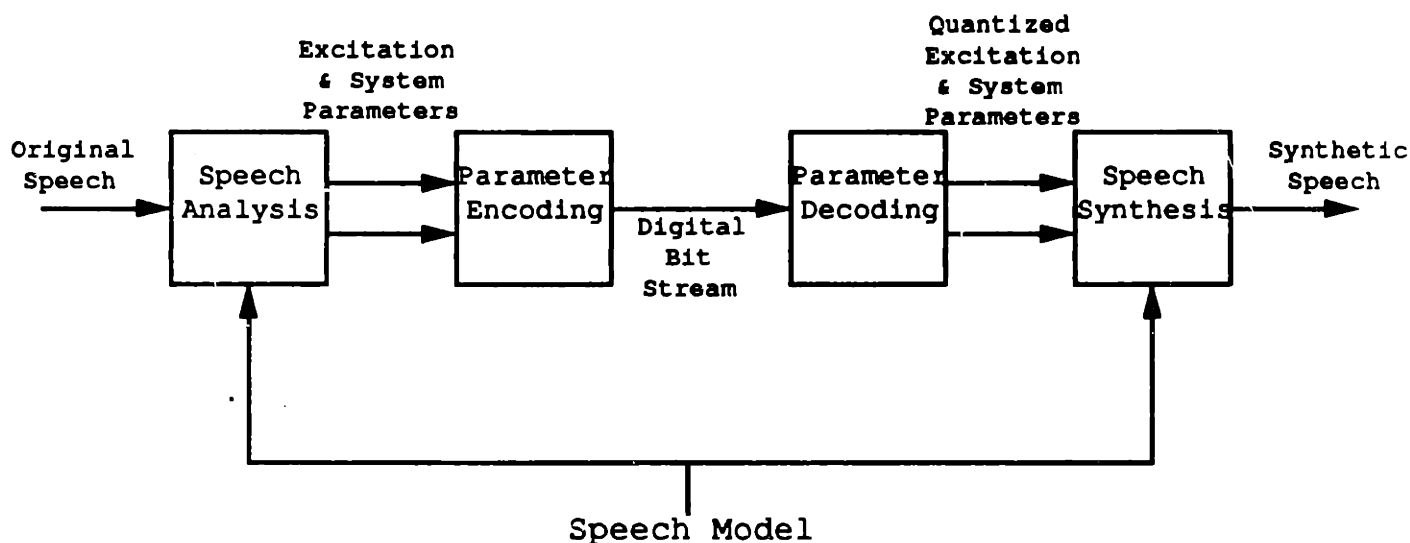 Excitation
& System
Parameters
Quantized
Excitation
& System
Parameters
Original
Speech
Speech
Analysis
Parameter
Encoding
Digital
Bit
Stream
Parameter
Decoding
Speech
Synthesis
Synthetic
Speech
Speech Model